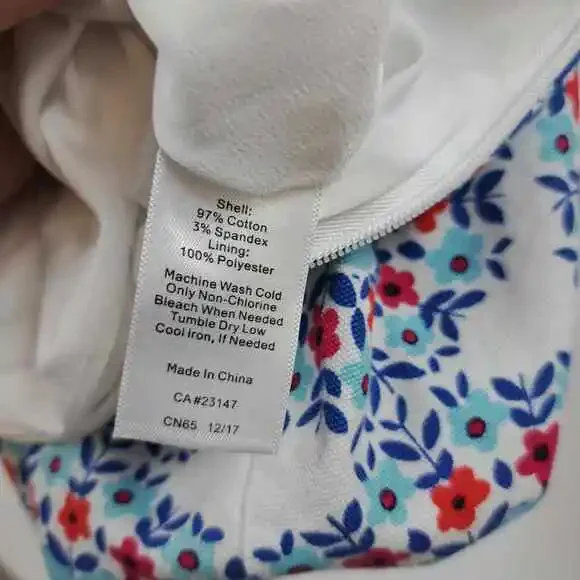 Shell:
97% Cotton
3% Spandex
Lining:
100% Polyester
Machine Wash Cold
Only Non-Chlorine
Bleach When Needed
Tumble Dry Low
Cool Iron, If Needed
Made In China
CA#23147
CN65 12/17